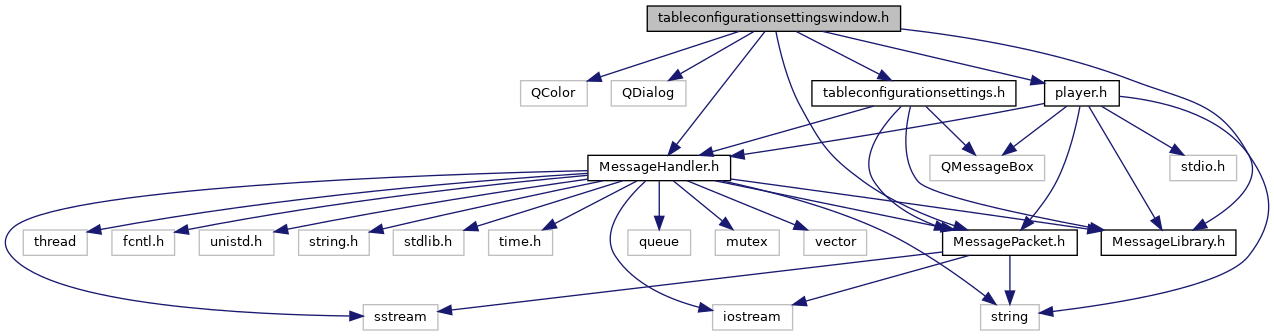 tableconfigurationsettingswindow.h
QColor
QDialog
tableconfigurationsettings.h
player.h
MessageHandler.h
QMessageBox
stdio.h
thread
fcntl.h
unistd.h
string.h
stdlib.h
time.h
queue
mutex
vector
MessagePacket.h
MessageLibrary.h
sstream
iostream
string